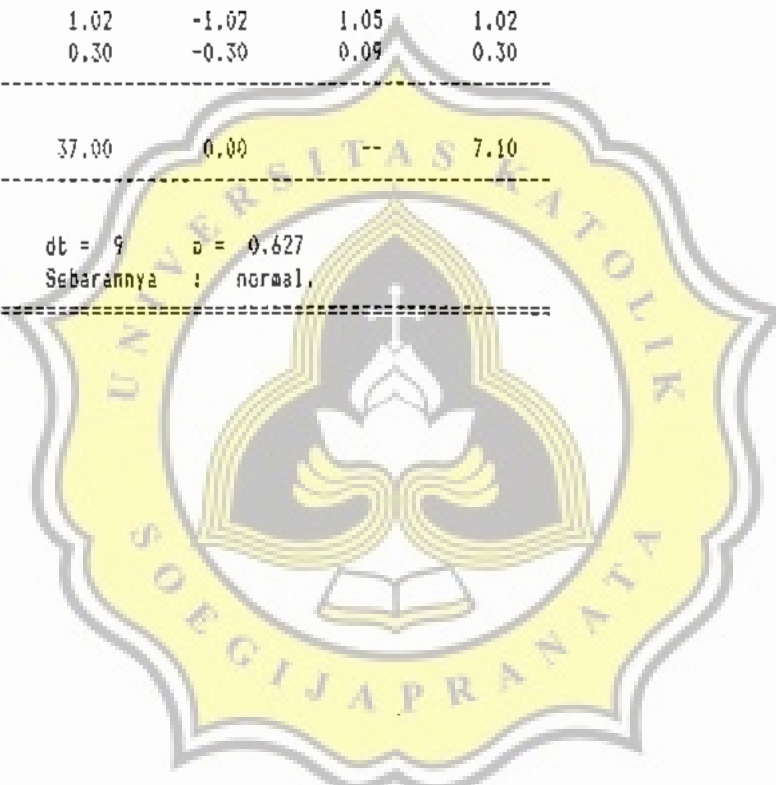 1.02 -1.02 1.05 1.02
0.30 -0.30 0.09 0.30
37.00 0.00 -- 7.10
db = 9 p = 0.627
Sebarannya : normal.
UNIVERSITAS KATOLIK
SOEGIJAPRANATA